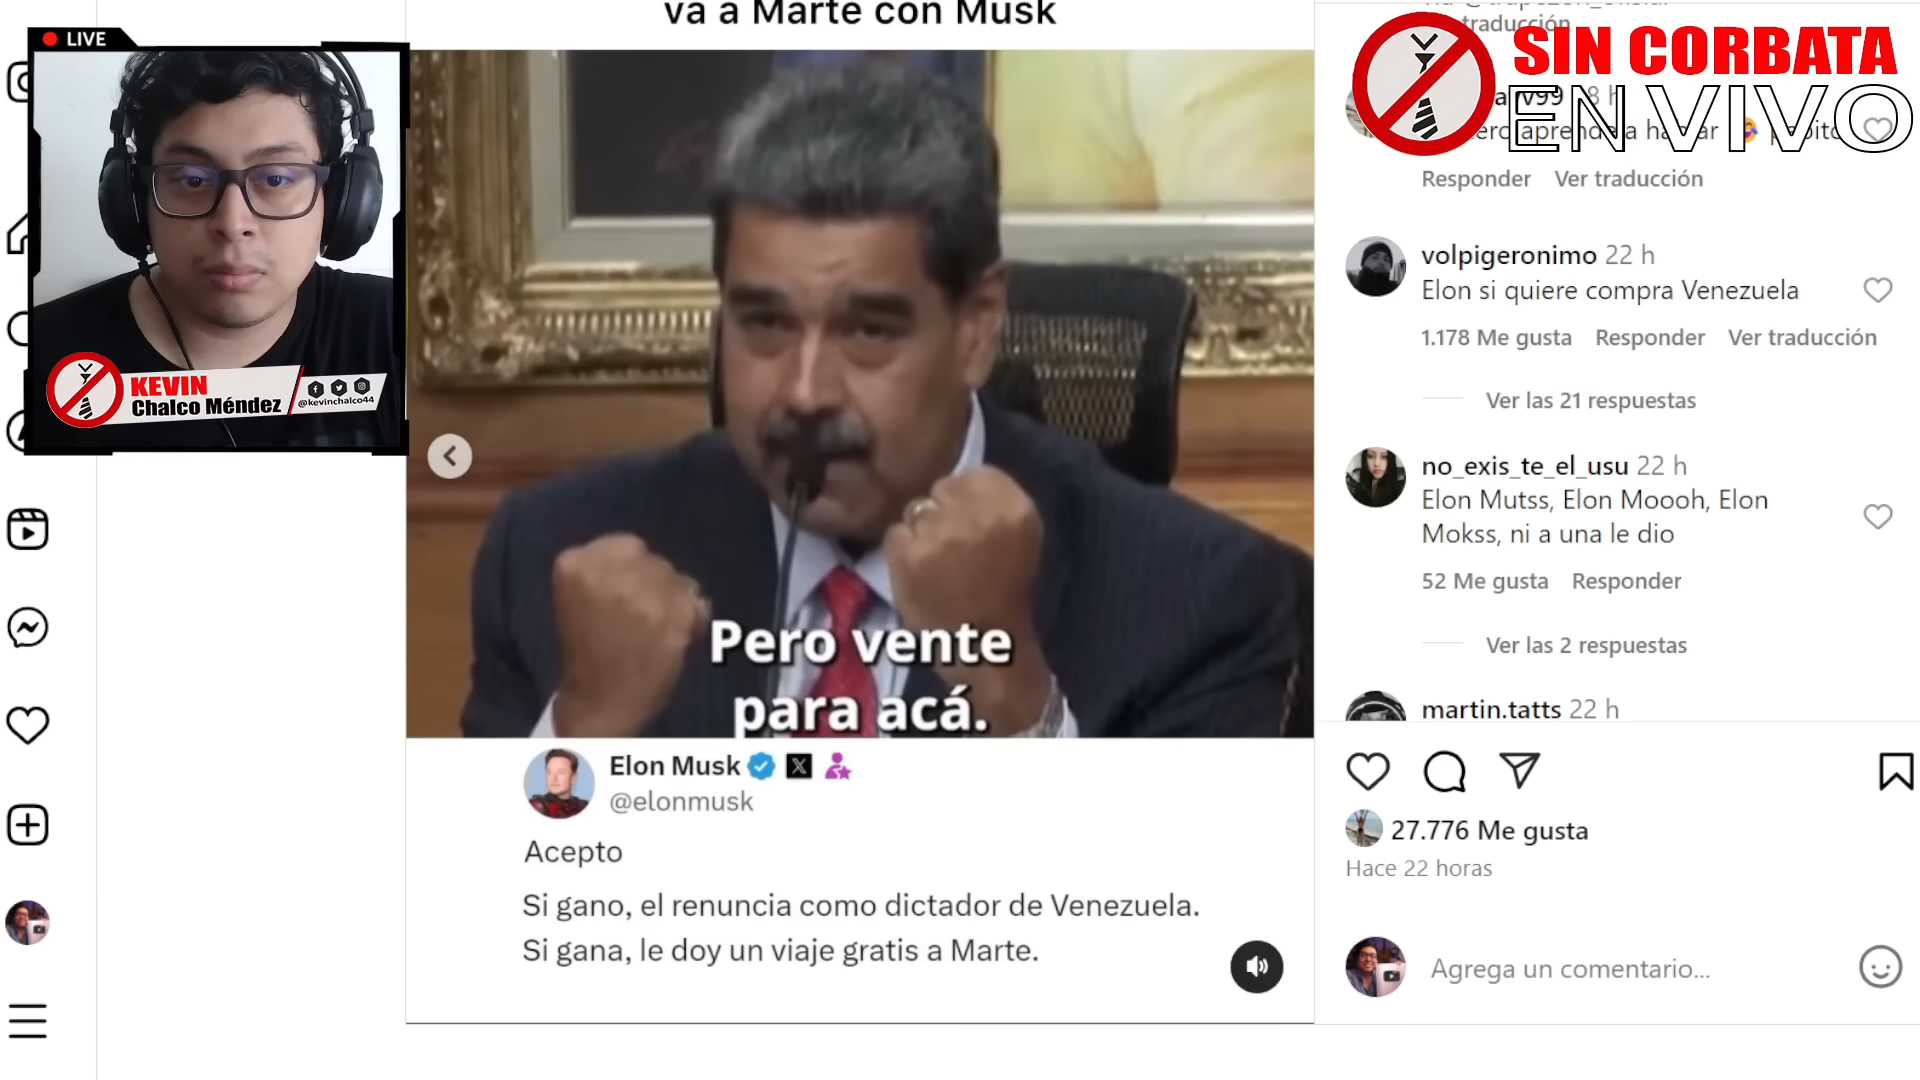 va a Marte con Musk
LIVE
KEVIN
Chalco Méndez
@kevinchalco44
Pero vente
para acá.
Elon Musk
@elonmusk
Acepto
Si gano, el renuncia como dictador de Venezuela.
Si gana, le doy un viaje gratis a Marte.
traducción
SIN CORBATA
EN VIVO
Responder Ver traducción
volpigeronimo 22 h
Elon si quiere compra Venezuela
1.178 Me gusta Responder Ver traducción
Ver las 21 respuestas
no_exis_te_el_usu 22 h
Elon Mutss, Elon Moooh, Elon
Mokss, ni a una le dio
52 Me gusta Responder
Ver las 2 respuestas
martin.tatts 22 h
27.776 Me gusta
Hace 22 horas
Agrega un comentario...